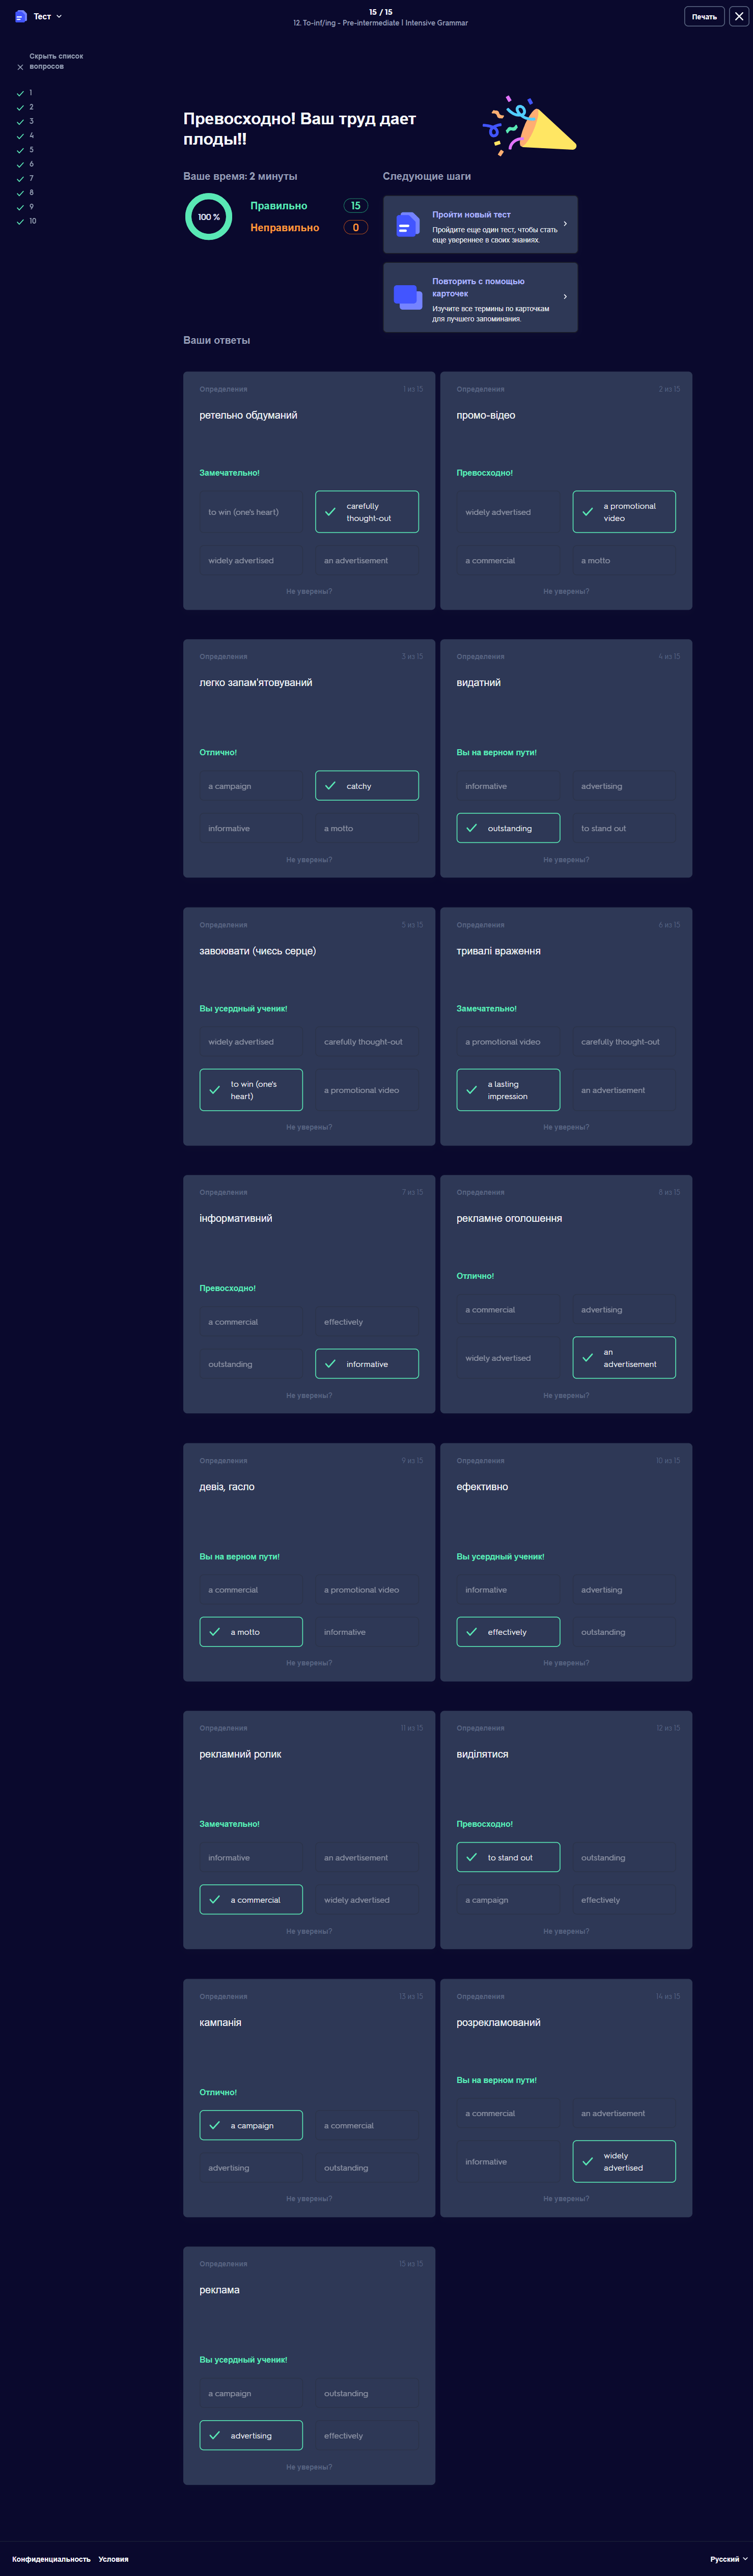 Тест
15 / 15
12. To-inf/ing - Pre-intermediate | Intensive Grammar
Печать
Скрыть список
вопросов
1
2
3
4
5
6
7
8
9
10
Превосходно! Ваш труд дает
плоды!!
Ваше время: 2 минуты
100 %
Правильно 15
Неправильно 0
Следующие шаги
Пройти новый тест
Пройдите еще один тест, чтобы стать
еще увереннее в своих знаниях.
Повторить с помощью
карточек
Изучите все термины по карточкам
для лучшего запоминания.
Ваши ответы
Определения 1 из 15
ретельно обдуманий
Замечательно!
to win (one's heart)
carefully
thought-out
widely advertised
an advertisement
Не уверены?
Определения 2 из 15
промо-відео
Превосходно!
widely advertised
a promotional
video
a commercial
a motto
Не уверены?
Определения 3 из 15
легко запам'ятовуваний
Отлично!
a campaign
catchy
informative
a motto
Не уверены?
Определения 4 из 15
видатний
Вы на верном пути!
informative
advertising
outstanding
to stand out
Не уверены?
Определения 5 из 15
завоювати (чиєсь серце)
Вы усердный ученик!
widely advertised
carefully thought-out
to win (one's
heart)
a promotional video
Не уверены?
Определения 6 из 15
тривалі враження
Замечательно!
a promotional video
carefully thought-out
a lasting
impression
an advertisement
Не уверены?
Определения 7 из 15
інформативний
Превосходно!
a commercial
effectively
outstanding
informative
Не уверены?
Определения 8 из 15
рекламне оголошення
Отлично!
a commercial
advertising
widely advertised
an
advertisement
Не уверены?
Определения 9 из 15
девіз, гасло
Вы на верном пути!
a commercial
a promotional video
a motto
informative
Не уверены?
Определения 10 из 15
ефективно
Вы усердный ученик!
informative
advertising
effectively
outstanding
Не уверены?
Определения 11 из 15
рекламний ролик
Замечательно!
informative
an advertisement
a commercial
widely advertised
Не уверены?
Определения 12 из 15
виділятися
Превосходно!
to stand out
outstanding
a campaign
effectively
Не уверены?
Определения 13 из 15
кампанія
Отлично!
a campaign
a commercial
advertising
outstanding
Не уверены?
Определения 14 из 15
розрекламований
Вы на верном пути!
a commercial
an advertisement
informative
widely
advertised
Не уверены?
Определения 15 из 15
реклама
Вы усердный ученик!
a campaign
outstanding
advertising
effectively
Не уверены?
Конфиденциальность Условия
Русский